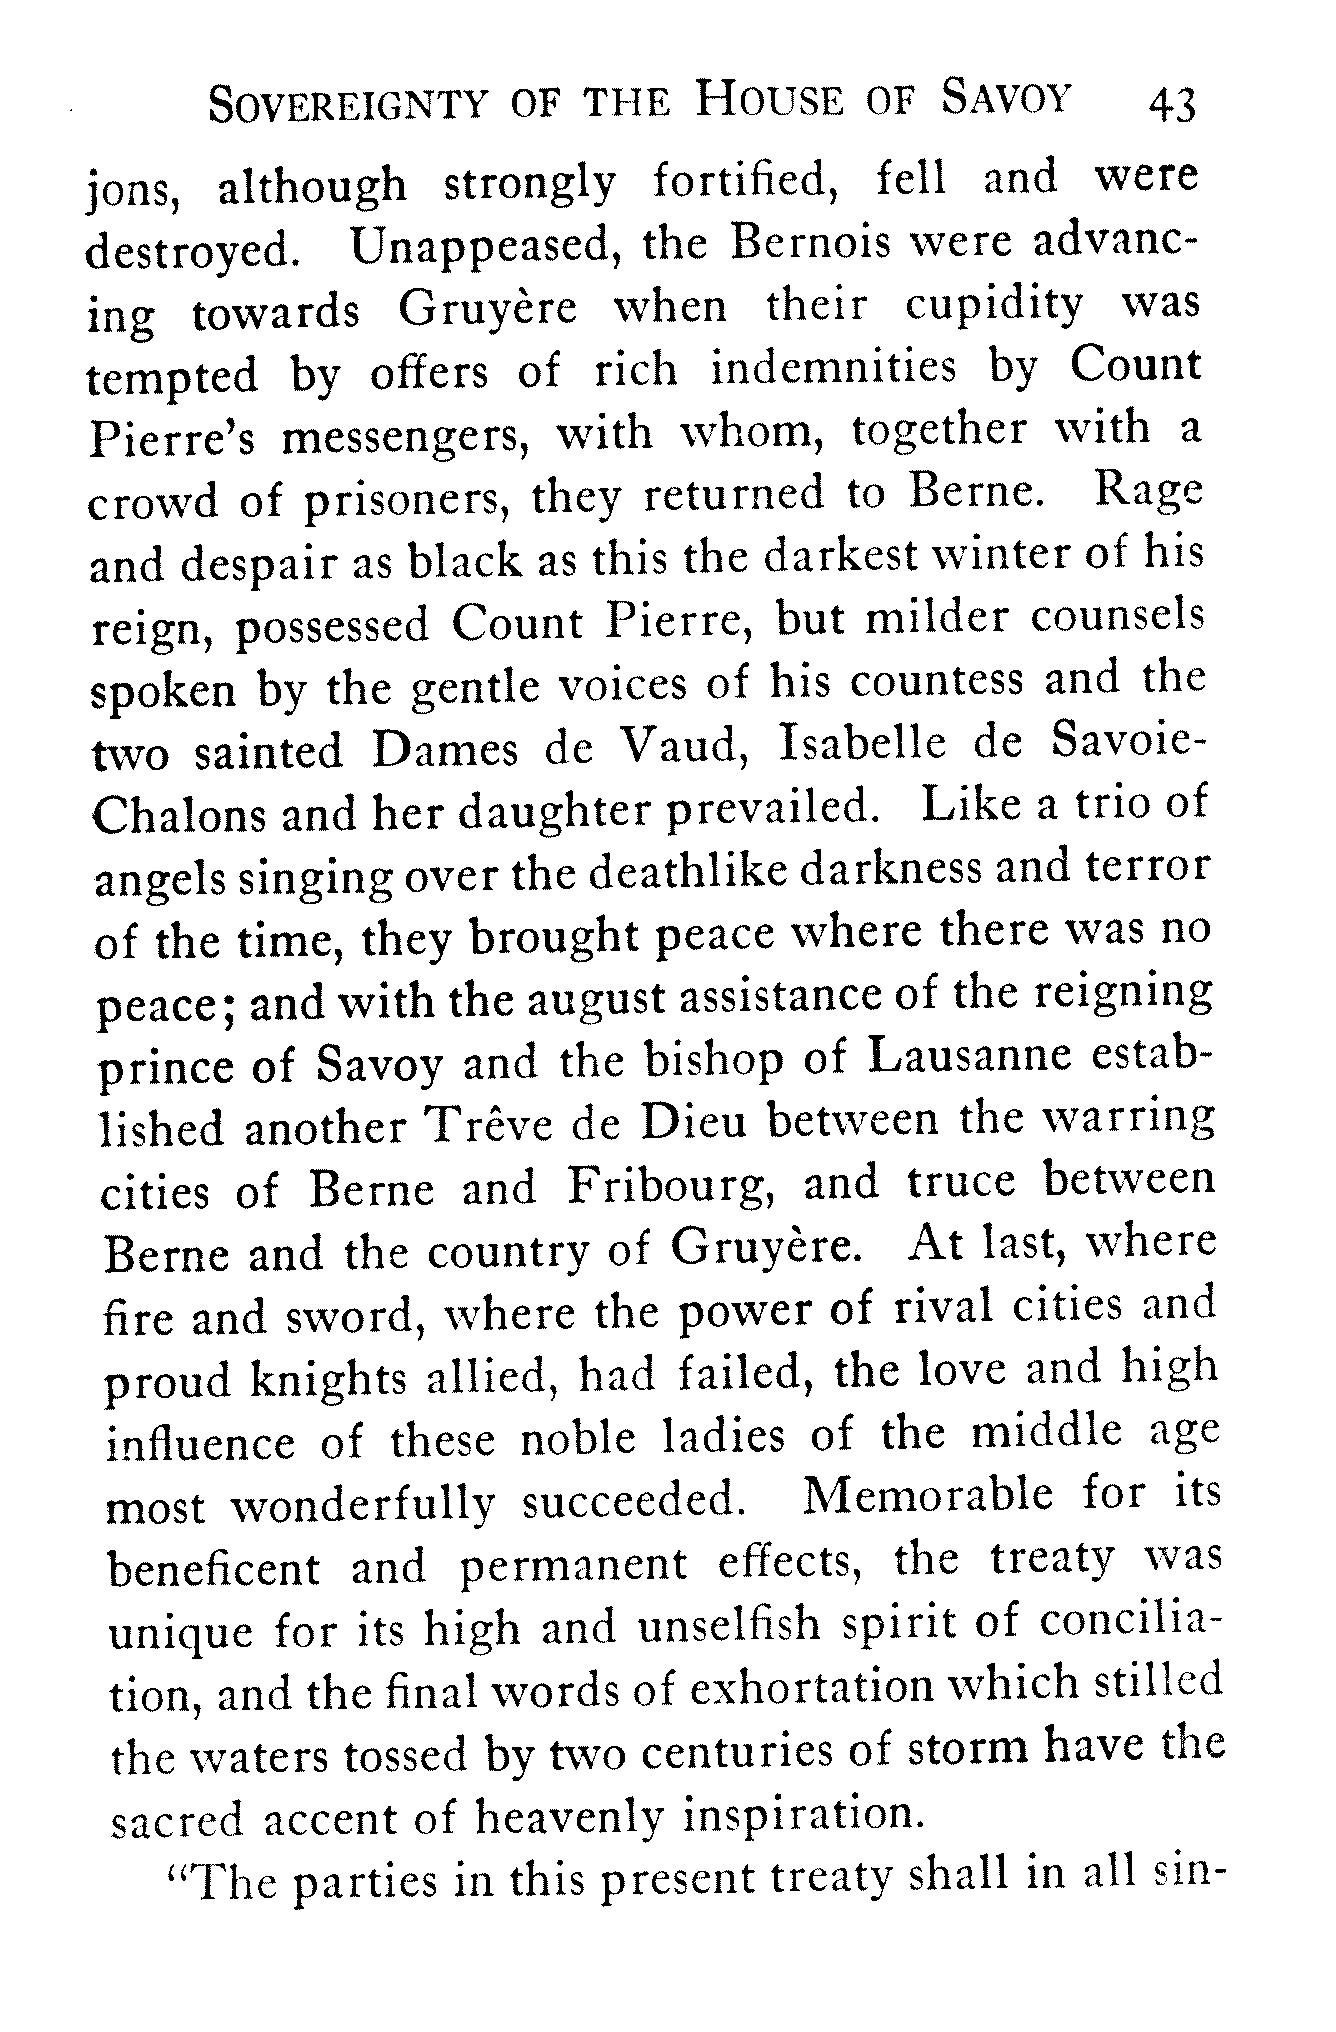 SOVEREIGNTY OF THE HOUSE OF SAVOY 43
jons, although strongly fortified, fell and were
destroyed. Unappeased, the Bernois were advanc-
ing towards Gruyère when their cupidity was
tempted by offers of rich indemnities by Count
Pierre's messengers, with whom, together with a
crowd of prisoners, they returned to Berne. Rage
and despair as black as this the darkest winter of his
reign, possessed Count Pierre, but milder counsels
spoken by the gentle voices of his countess and the
two sainted Dames de Vaud, Isabelle de Savoie-
Chalons and her daughter prevailed. Like a trio of
angels singing over the deathlike darkness and terror
of the time, they brought peace where there was no
peace; and with the august assistance of the reigning
prince of Savoy and the bishop of Lausanne estab-
lished another Trêve de Dieu between the warring
cities of Berne and Fribourg, and truce between
Berne and the country of Gruyère. At last, where
fire and sword, where the power of rival cities and
proud knights allied, had failed, the love and high
influence of these noble ladies of the middle age
most wonderfully succeeded. Memorable for its
beneficent and permanent effects, the treaty was
unique for its high and unselfish spirit of concilia-
tion, and the final words of exhortation which stilled
the waters tossed by two centuries of storm have the
sacred accent of heavenly inspiration.
"The parties in this present treaty shall in all sin-